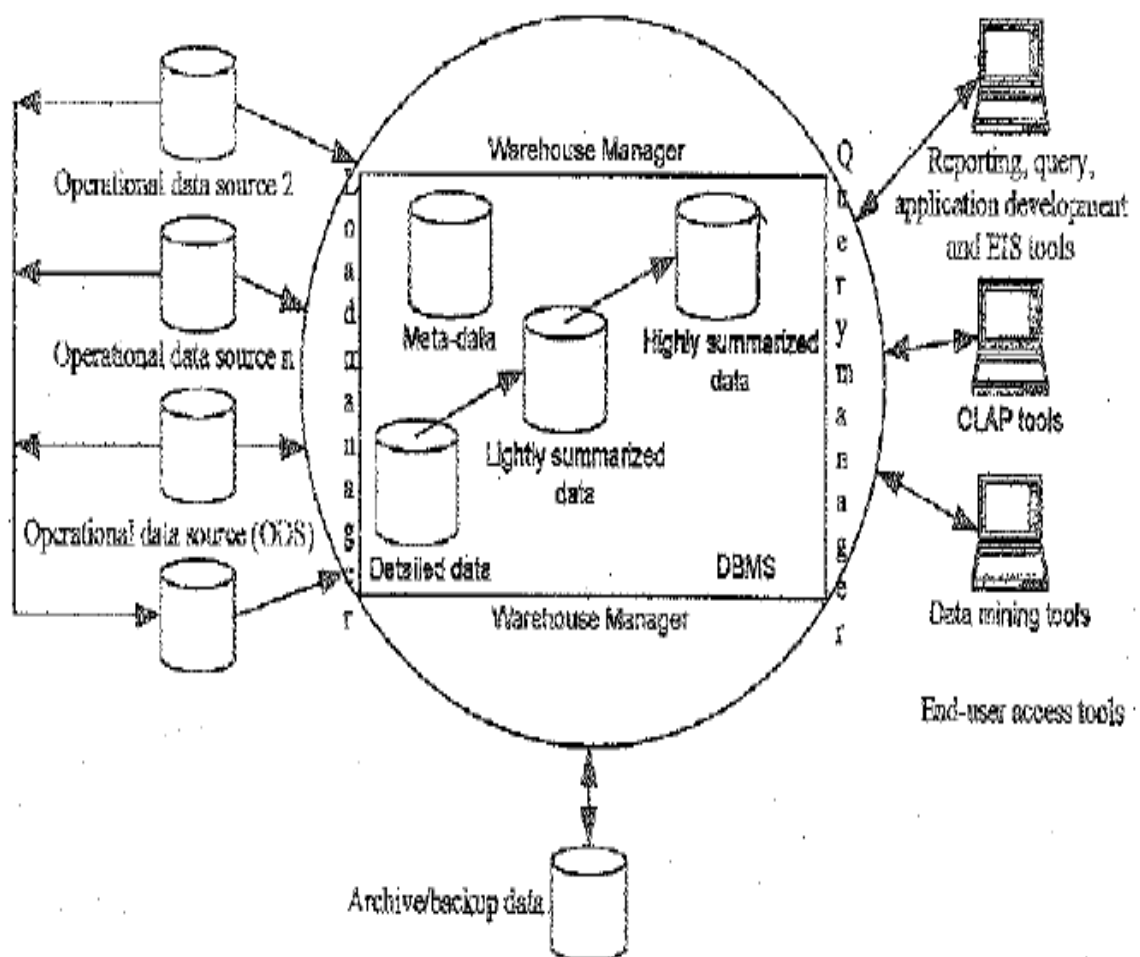 Operational data source 2
Operational data source n
Operational data source (ODS)
Warehouse Manager
Meta-data
Highly summarized
data
Lightly summarized
data
Detailed data
DBMS
Warehouse Manager
Query manager
Reporting, query,
application development
and EIS tools
OLAP tools
Data mining tools
End-user access tools
Archive/backup data